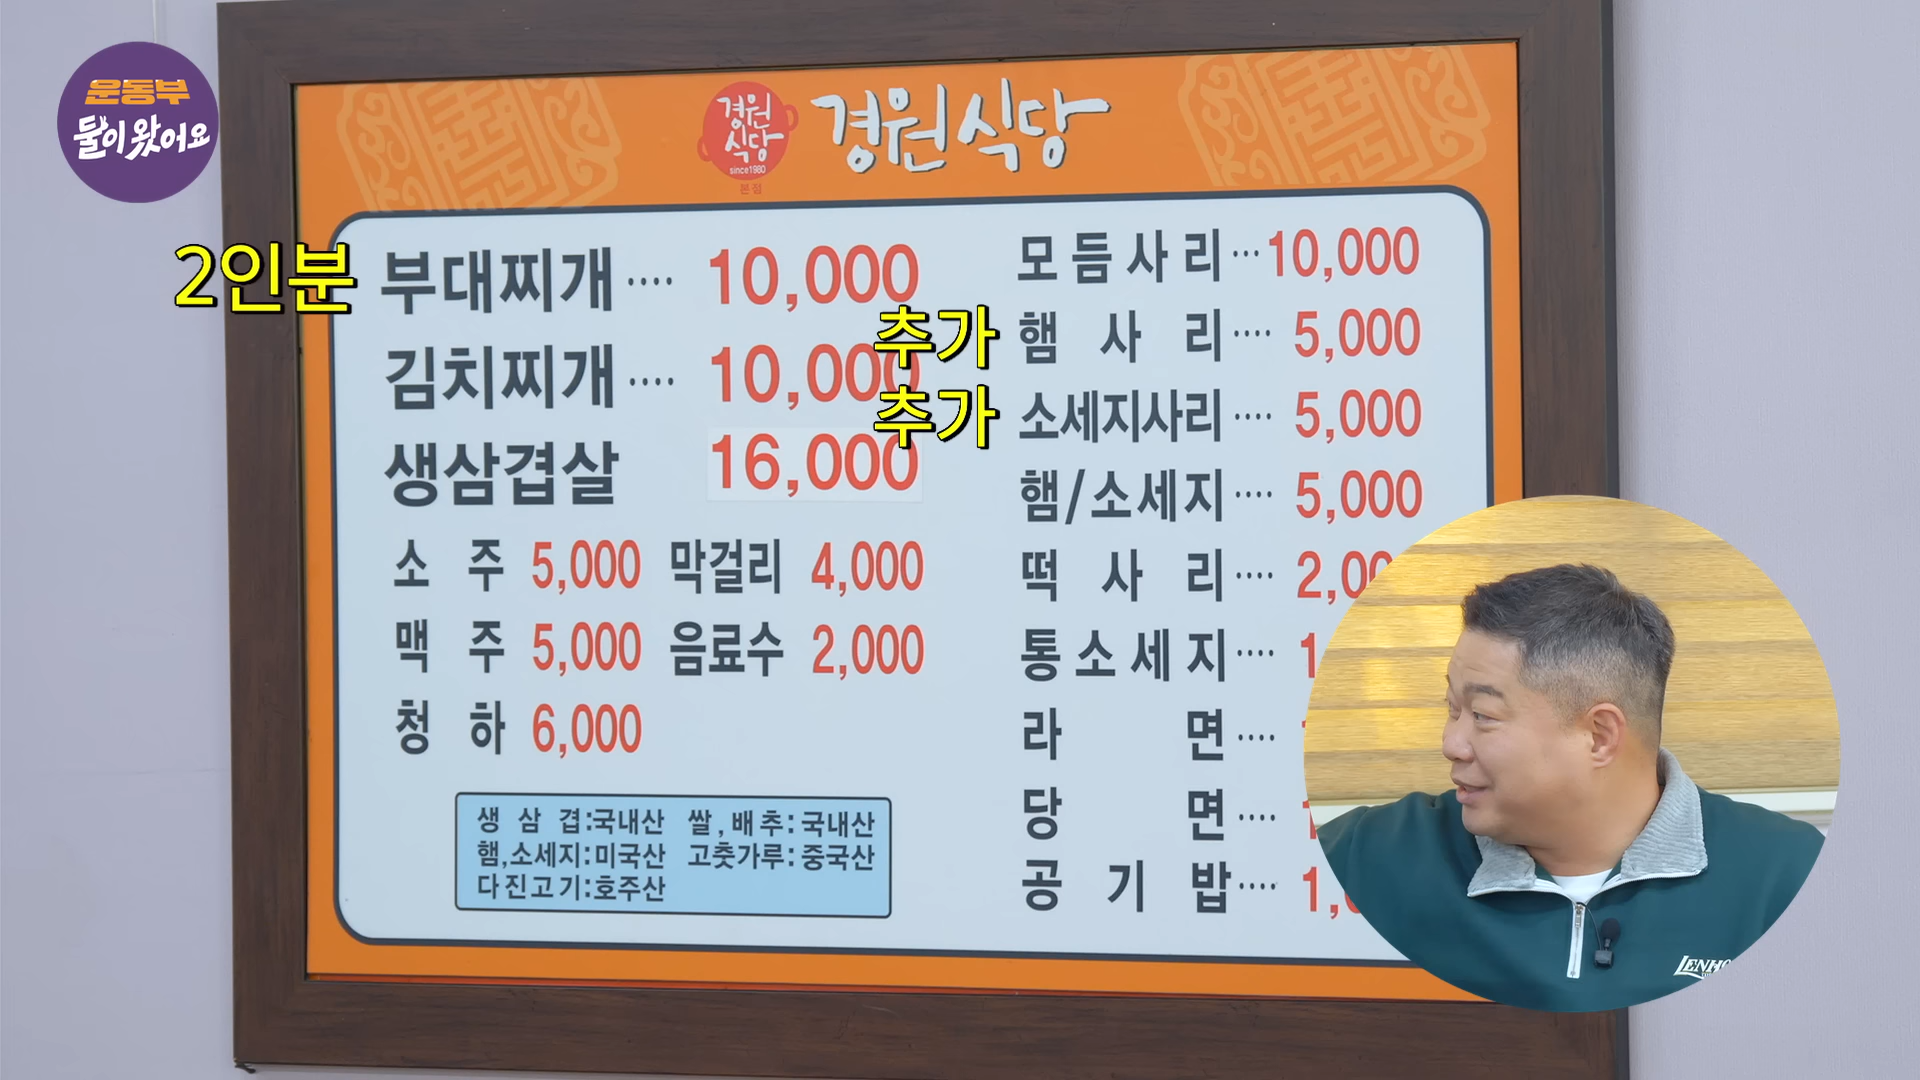 운동부
둘이 왔어요
경원
식당
since1980
본점
경원식당
2인분
부대찌개 ···· 10,000
김치찌개 ···· 10,000
생삼겹살 16,000
소주 5,000 막걸리 4,000
맥주 5,000 음료수 2,000
청하 6,000
모듬사리 ··· 10,000
추가 햄사리 ···· 5,000
추가 소세지사리 ···· 5,000
햄/소세지 ···· 5,000
떡사리 ····
통소세지 ····
라면 ····
당면 ····
공기밥 ····
생삼겹:국내산 쌀,배추:국내산
햄,소세지:미국산 고춧가루:중국산
다진고기:호주산